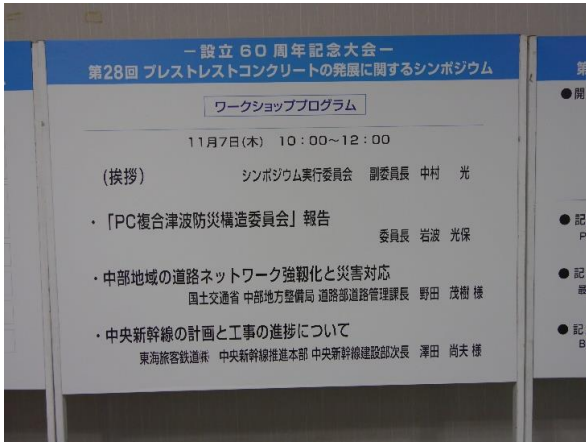 －設立６０周年記念大会－
第28回 プレストレストコンクリートの発展に関するシンポジウム
ワークショッププログラム
11月7日(木)　10：00～12：00
(挨拶)　シンポジウム実行委員会　副委員長　中村　光
・「PC複合津波防災構造委員会」報告
委員長　岩波　光保
・中部地域の道路ネットワーク強靱化と災害対応
国土交通省 中部地方整備局 道路部道路管理課長　野田　茂樹 様
・中央新幹線の計画と工事の進捗について
東海旅客鉄道㈱　中央新幹線推進本部 中央新幹線建設部次長　澤田　尚夫 様
第
●開
●記
P
●記
●記
B